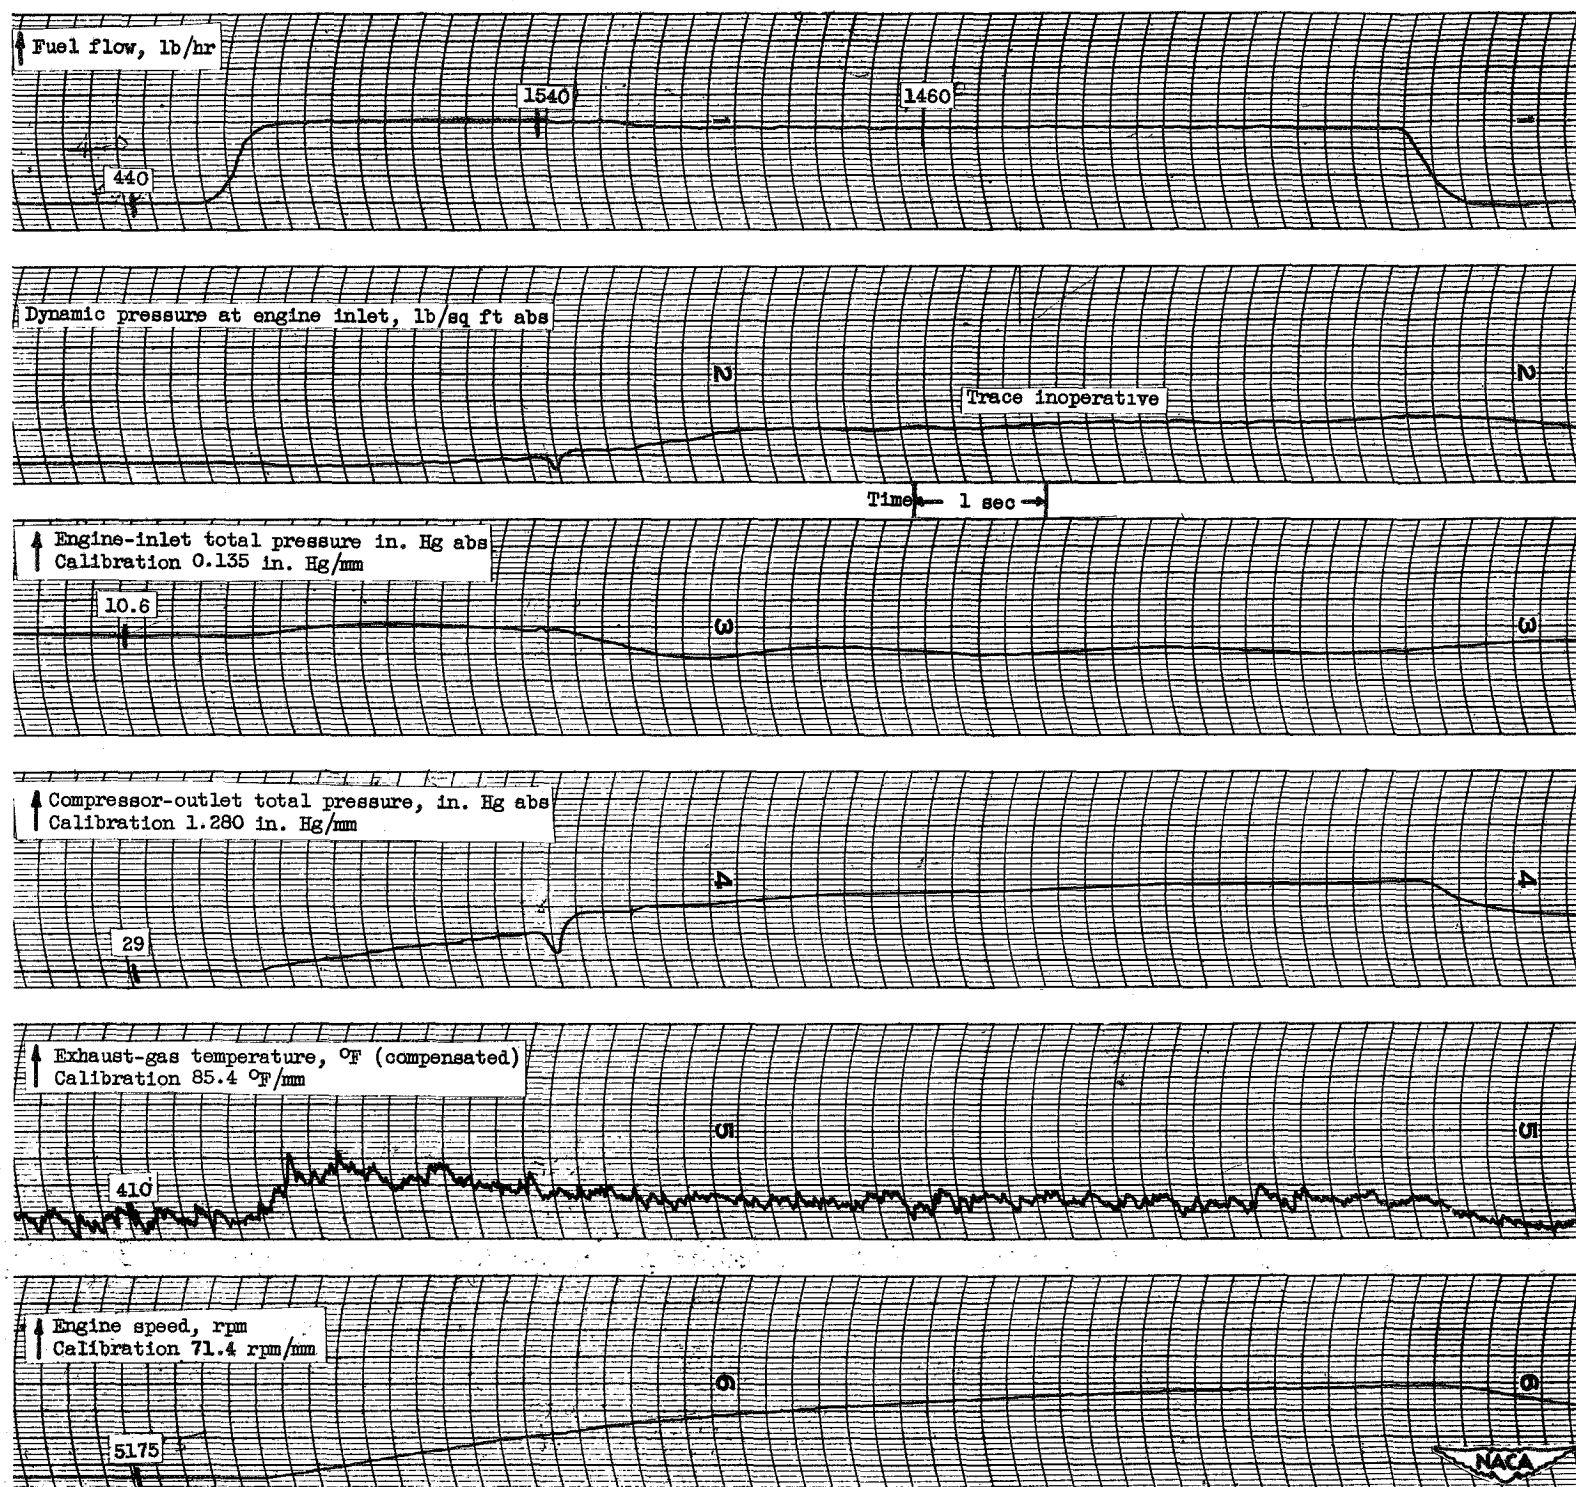 Fuel flow, lb/hr
1540
1460
1
1
440
Dynamic pressure at engine inlet, lb/sq ft abs
2
2
Trace inoperative
Time 1 sec
Engine-inlet total pressure in. Hg abs
Calibration 0.135 in. Hg/mm
10.6
3
3
Compressor-outlet total pressure, in. Hg abs
Calibration 1.280 in. Hg/mm
4
4
29
Exhaust-gas temperature, °F (compensated)
Calibration 85.4 °F/mm
5
5
410
Engine speed, rpm
Calibration 71.4 rpm/mm
6
6
5175
NACA